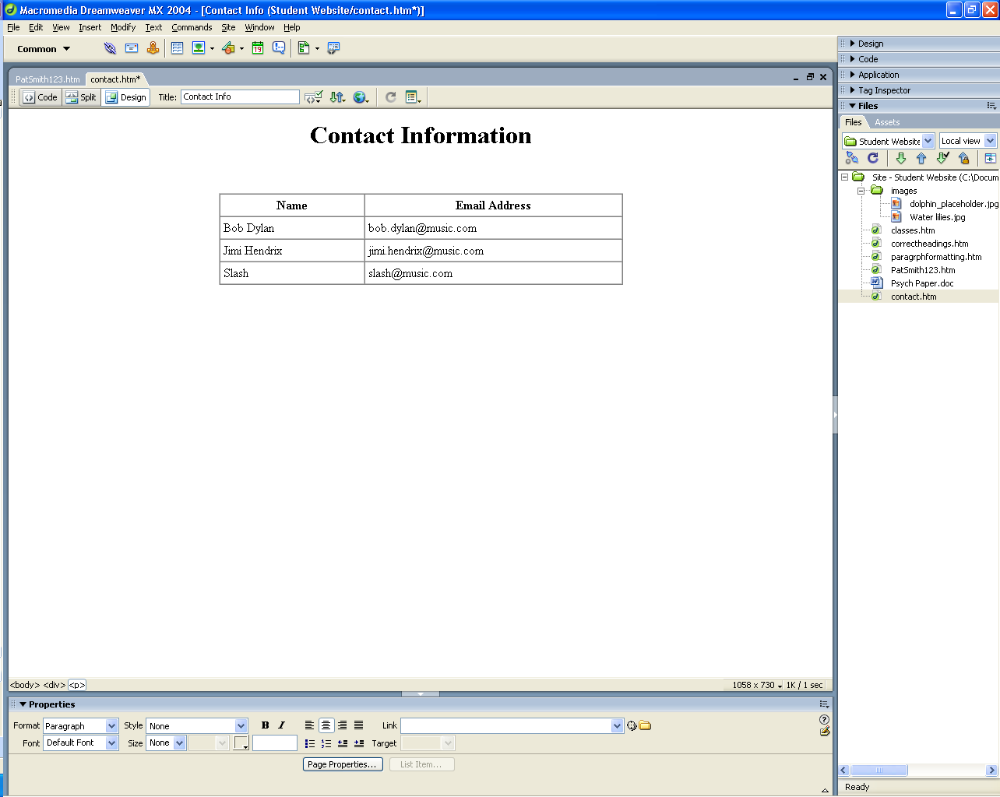 Macromedia Dreamweaver MX 2004 - [Contact Info (Student Website/contact.htm*)]
File Edit View Insert Modify Text Commands Site Window Help
Common
19
PatSmith123.htm contact.htm*
Code Split Design Title: Contact Info
Contact Information
Name Email Address
Bob Dylan bob.dylan@music.com
Jimi Hendrix jimi.hendrix@music.com
Slash slash@music.com
<body> <div> <p> 1058 x 730 1K / 1 sec
Properties
Format Paragraph Style None B I Link
Font Default Font Size None Target
Page Properties... List Item...
Design
Code
Application
Tag Inspector
Files
Files Assets
Student Website Local view
Site - Student Website (C:\Docum
images
dolphin_placeholder.jpg
Water lilies.jpg
classes.htm
correctheadings.htm
paragrphformatting.htm
PatSmith123.htm
Psych Paper.doc
contact.htm
Ready